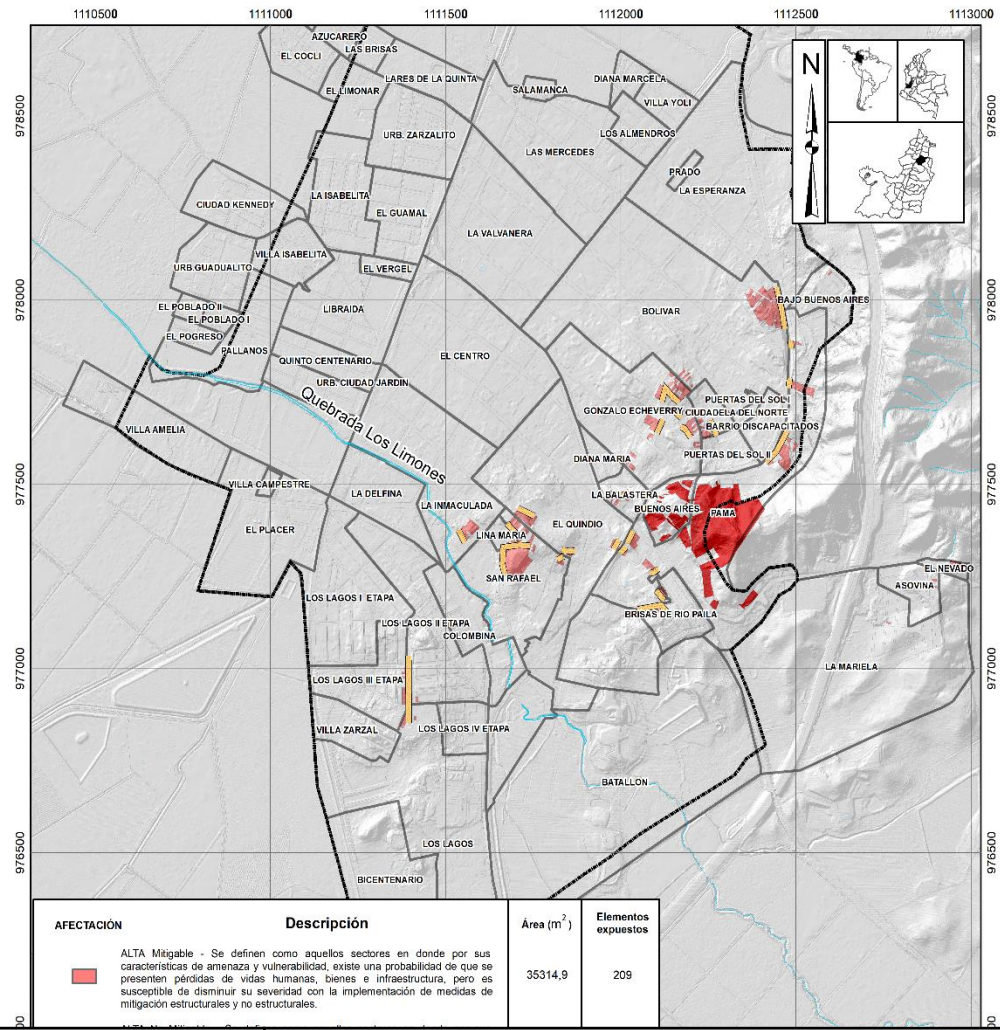 1110500
1111000
1111500
1112000
1112500
1113000
978500
978000
977500
977000
976500
978500
978000
977500
977000
976500
N
AZUCARERO
LAS BRISAS
EL COCLI
LARES DE LA QUINTA
EL LIMONAR
SALAMANCA
DIANA MARCELA
VILLA YOLI
URB. ZARZALITO
LOS ALMENDROS
LAS MERCEDES
PRADO
LA ESPERANZA
LA ISABELITA
CIUDAD KENNEDY
EL GUAMAL
LA VALVANERA
VILLA ISABELITA
URB.GUADUALITO
EL VERGEL
EL POBLADO II
EL POBLADO I
LIBRAIDA
BOLIVAR
BAJO BUENOS AIRES
EL POGRESO
PALLANOS
QUINTO CENTENARIO
EL CENTRO
URB. CIUDAD JARDIN
Quebrada Los Limones
PUERTAS DEL SOL
GONZALO ECHEVERRY
CIUDADELA DEL NORTE
BARRIO DISCAPACITADOS
VILLA AMELIA
DIANA MARIA
PUERTAS DEL SOL II
VILLA CAMPESTRE
LA DELFINA
LA BALASTERA
LA INMACULADA
BUENOS AIRES
PAMA
EL PLACER
EL QUINDIO
LINA MARIA
SAN RAFAEL
EL NEVADO
ASOVINA
LOS LAGOS I ETAPA
BRISAS DE RIO PAILA
LOS LAGOS II ETAPA
COLOMBINA
LA MARIELA
LOS LAGOS III ETAPA
VILLA ZARZAL
LOS LAGOS IV ETAPA
BATALLON
LOS LAGOS
BICENTENARIO
AFECTACIÓN
Descripción
Área (m²)
Elementos
expuestos
ALTA Mitigable - Se definen como aquellos sectores en donde por sus
características de amenaza y vulnerabilidad, existe una probabilidad de que se
presenten pérdidas de vidas humanas, bienes e infraestructura, pero es
susceptible de disminuir su severidad con la implementación de medidas de
mitigación estructurales y no estructurales.
35314,9
209